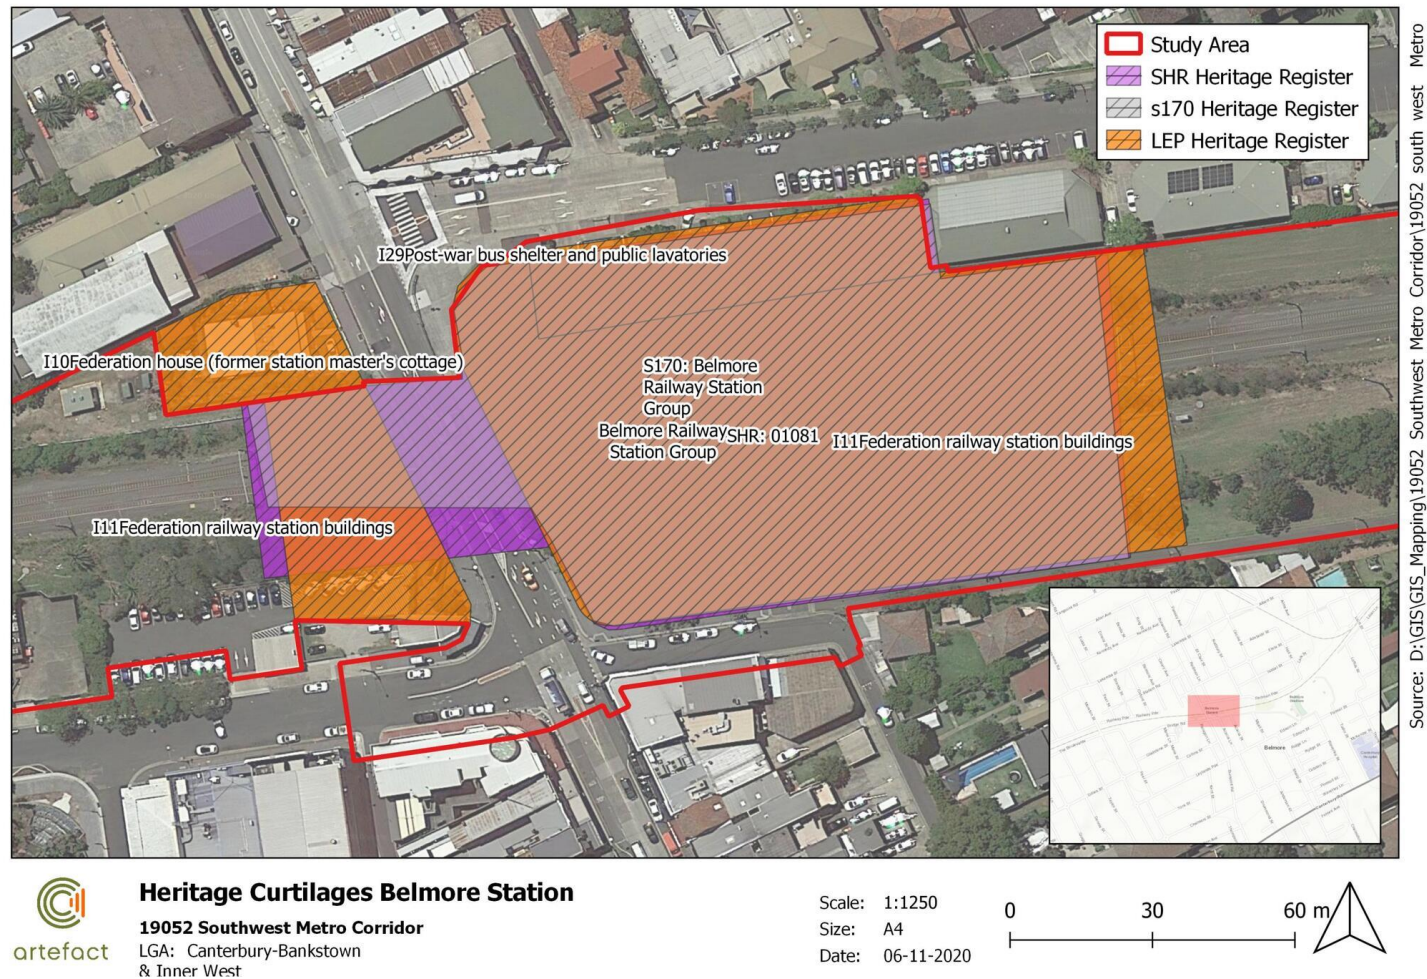 Study Area
SHR Heritage Register
s170 Heritage Register
LEP Heritage Register
I29Post-war bus shelter and public lavatories
I10Federation house (former station master's cottage)
S170: Belmore
Railway Station
Group
Belmore Railway
Station Group
SHR: 01081
I11Federation railway station buildings
I11Federation railway station buildings
Belmore
Source: D:\GIS\GIS_Mapping\19052 Southwest Metro Corridor\19052 south west Metro
artefact
Heritage Curtilages Belmore Station
19052 Southwest Metro Corridor
LGA: Canterbury-Bankstown
& Inner West
Scale: 1:1250
Size: A4
Date: 06-11-2020
0 30 60 m